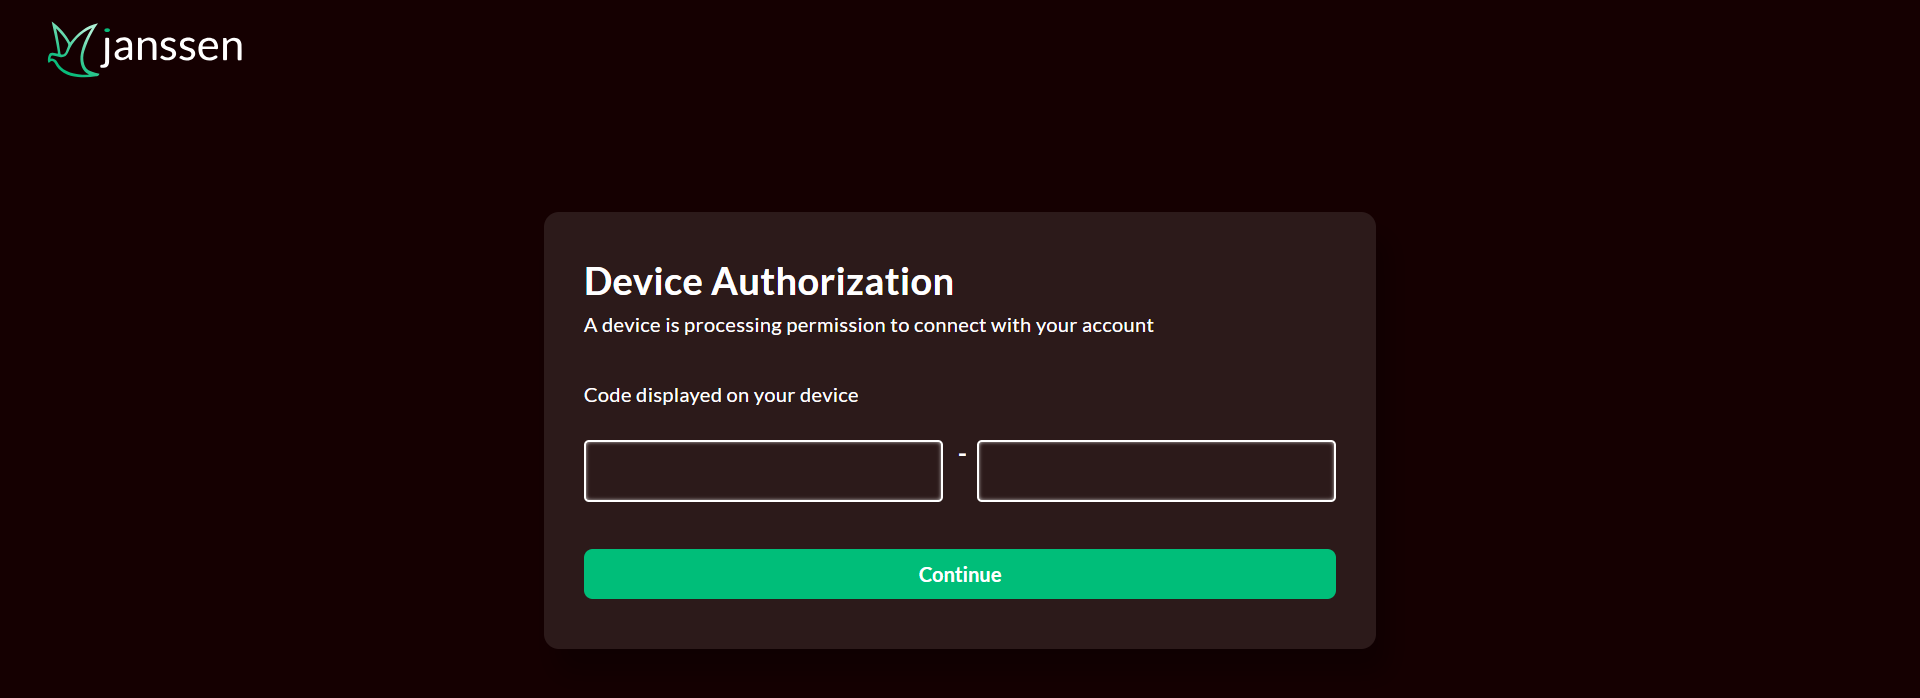 janssen
Device Authorization
A device is processing permission to connect with your account
Code displayed on your device
-
Continue